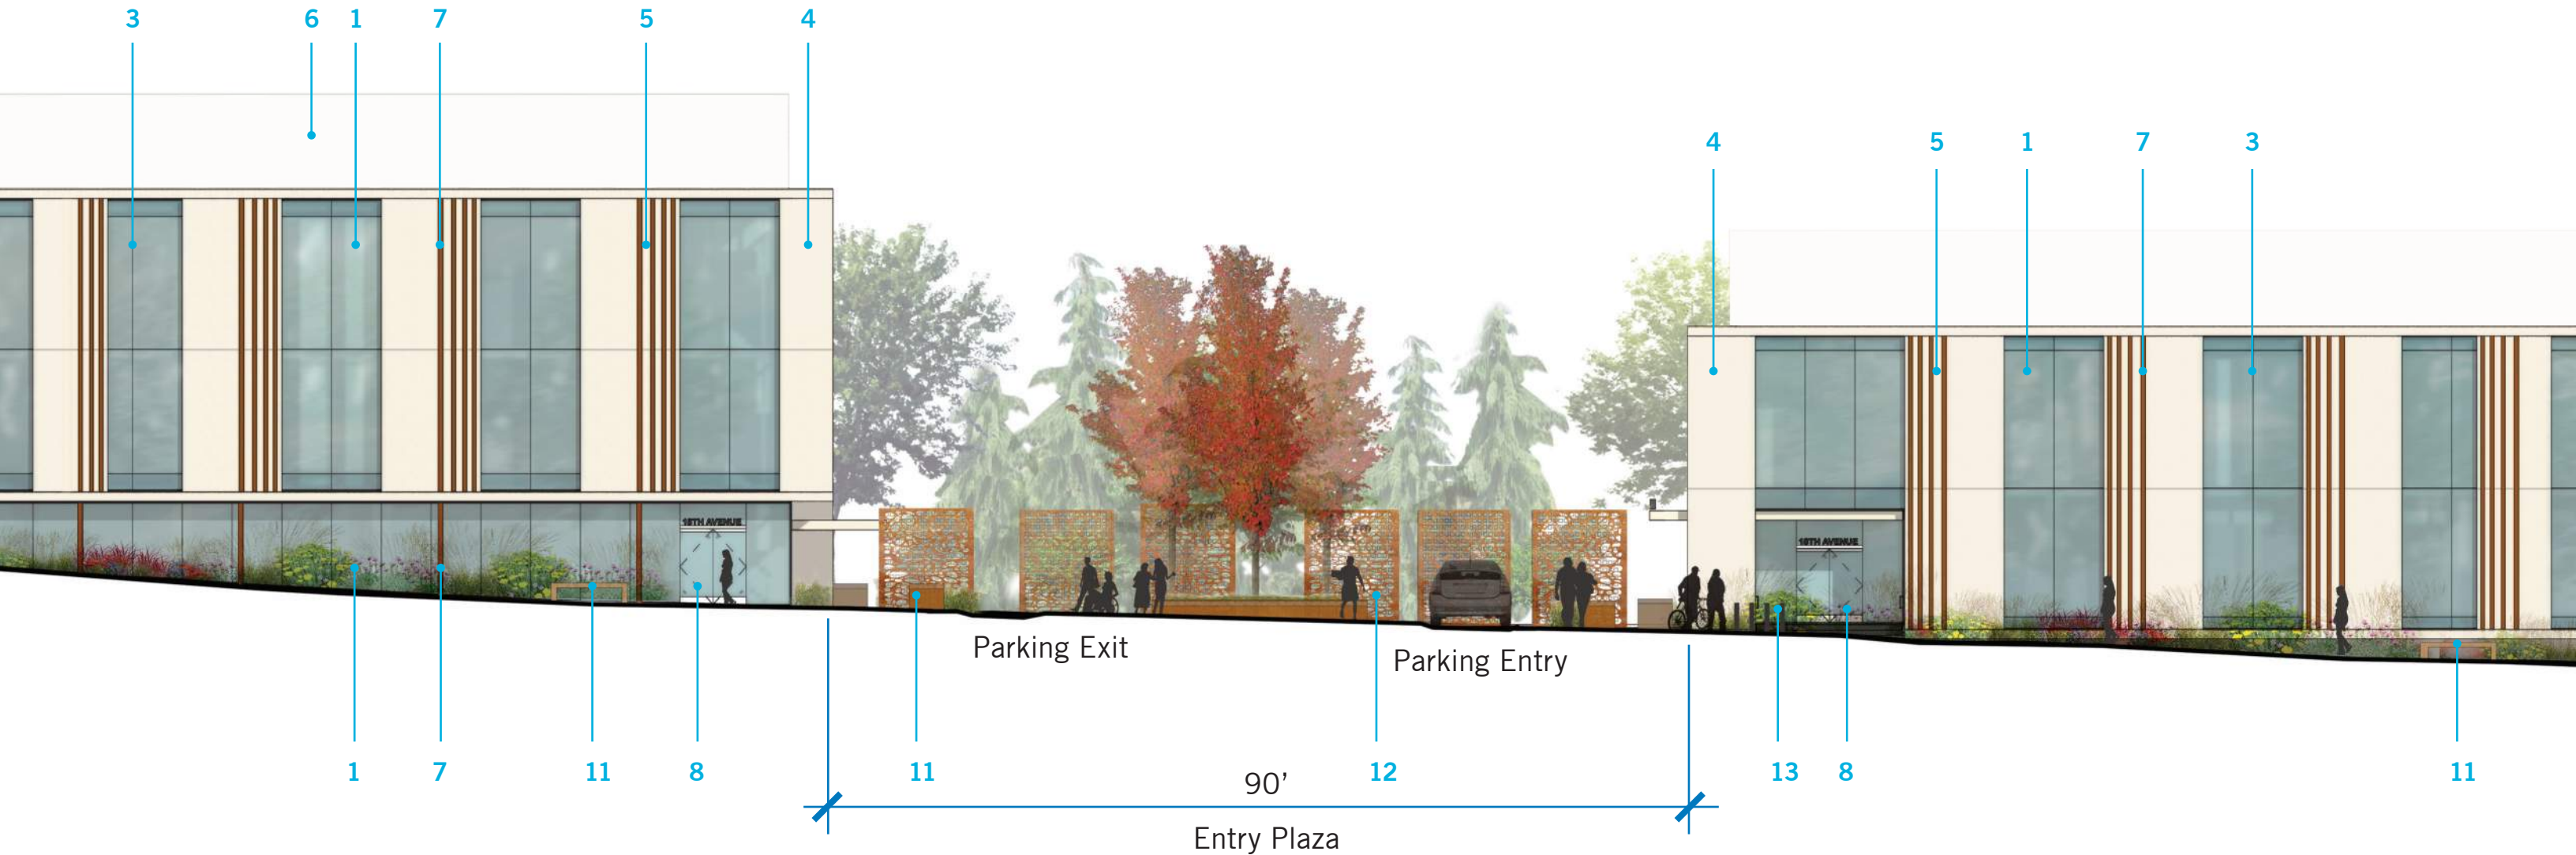 3 6 1 7 5 4
4 5 1 7 3
18TH AVENUE
18TH AVENUE
Parking Exit
Parking Entry
1 7 11 8 11 12 13 8 11
90’
Entry Plaza